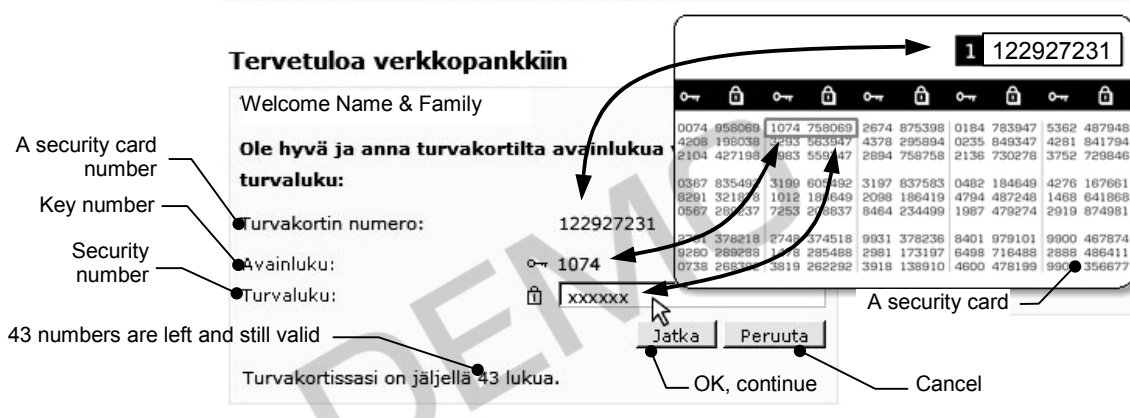 1 122927231
Tervetuloa verkkopankkiin
Welcome Name & Family
Ole hyvä ja anna turvakortilta avainlukua
turvaluku:
A security card
number
Turvakortin numero: 122927231
Key number
Avainluku: 1074
Security
number
Turvaluku: xxxxxx
43 numbers are left and still valid
Jatka Peruuta
Turvakortissasi on jäljellä 43 lukua.
OK, continue
Cancel
0074 958069 1074 758069 2674 875398 0184 783947 5362 487948
4208 198038 3293 563947 4378 295894 0235 849347 4281 841794
2104 427198 2894 758758 2136 730278 3752 729846
0367 3199 3197 837583 0482 184649 4276 167661
8291 1012 2098 186419 4794 487248 1468 641868
0567 7253 8464 234499 1987 479274 2919 874981
378218 2748 374518 9931 378236 8401 979101 9900 467874
9280 289288 285488 2981 173197 6498 716488 2888 486411
0738 3819 262292 3918 138910 4600 478199 356677
A security card
DEMO